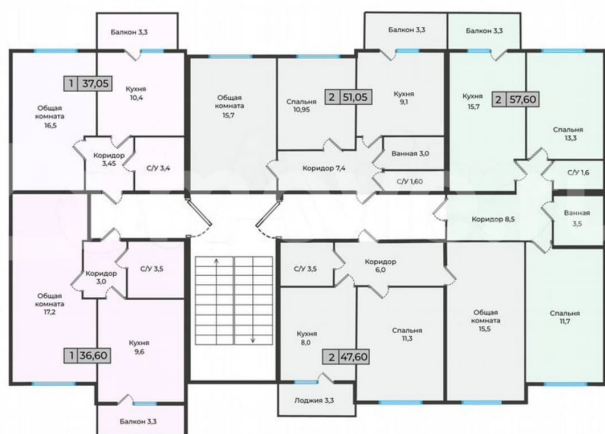 Балкон 3,3
Балкон 3,3
Балкон 3,3
1 37,05
Кухня
10,4
Общая
комната
16,5
Коридор
3,45
С/У 3,4
Общая
комната
15,7
Спальня
10,95
2 51,05
Кухня
9,1
Коридор 7,4
Ванная 3,0
С/У 1,60
Кухня
15,7
2 57,60
Спальня
13,3
С/У 1,6
Коридор 8,5
Ванная
3,5
Общая
комната
17,2
Коридор
3,0
С/У 3,5
1 36,60
Кухня
9,6
Балкон 3,3
С/У 3,5
Коридор
6,0
Кухня
8,0
Спальня
11,3
2 47,60
Лоджия 3,3
Общая
комната
15,5
11,7